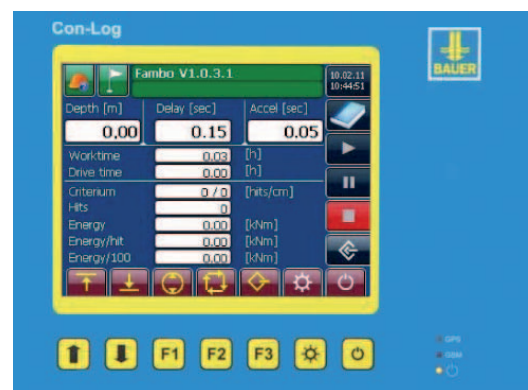 Con-Log
BAUER
Fambo V1.0.3.1
10.02.11
10:44:51
Depth [m] Delay [sec] Accel [sec]
0,00 0.15 0.05
Worktime 0,03 [h]
Drive time 0,00 [h]
Criterium 0 / 0 [hits/cm]
Hits 0
Energy 0,00 [kNm]
Energy/hit 0,00 [kNm]
Energy/100 0,00 [kNm]
F1 F2 F3
GPS
GSM